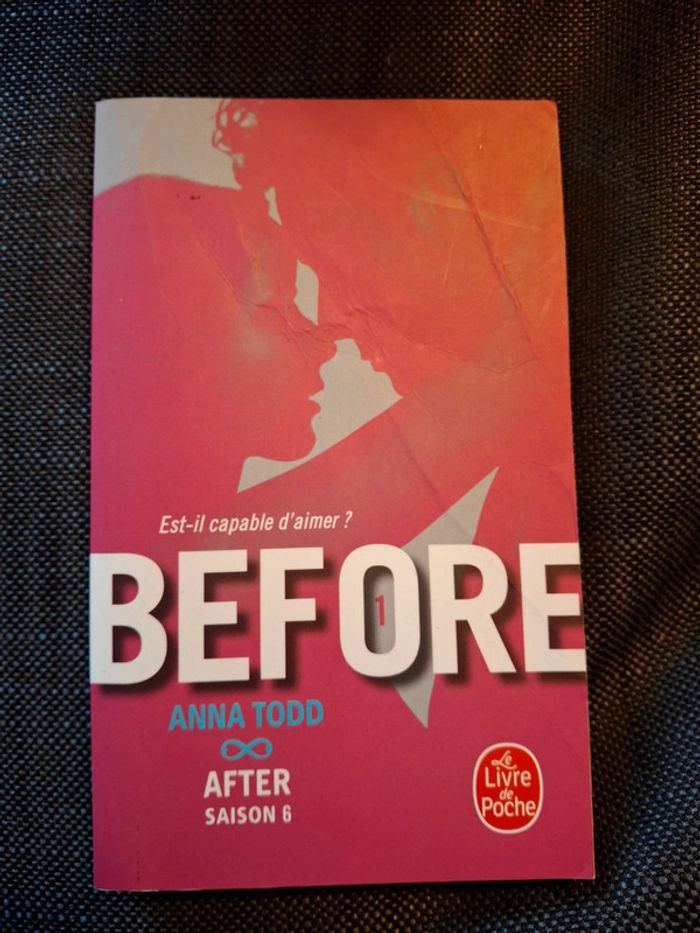 Est-il capable d'aimer ?
BEFORE
1
ANNA TODD
AFTER
SAISON 6
Le
Livre
de
Poche